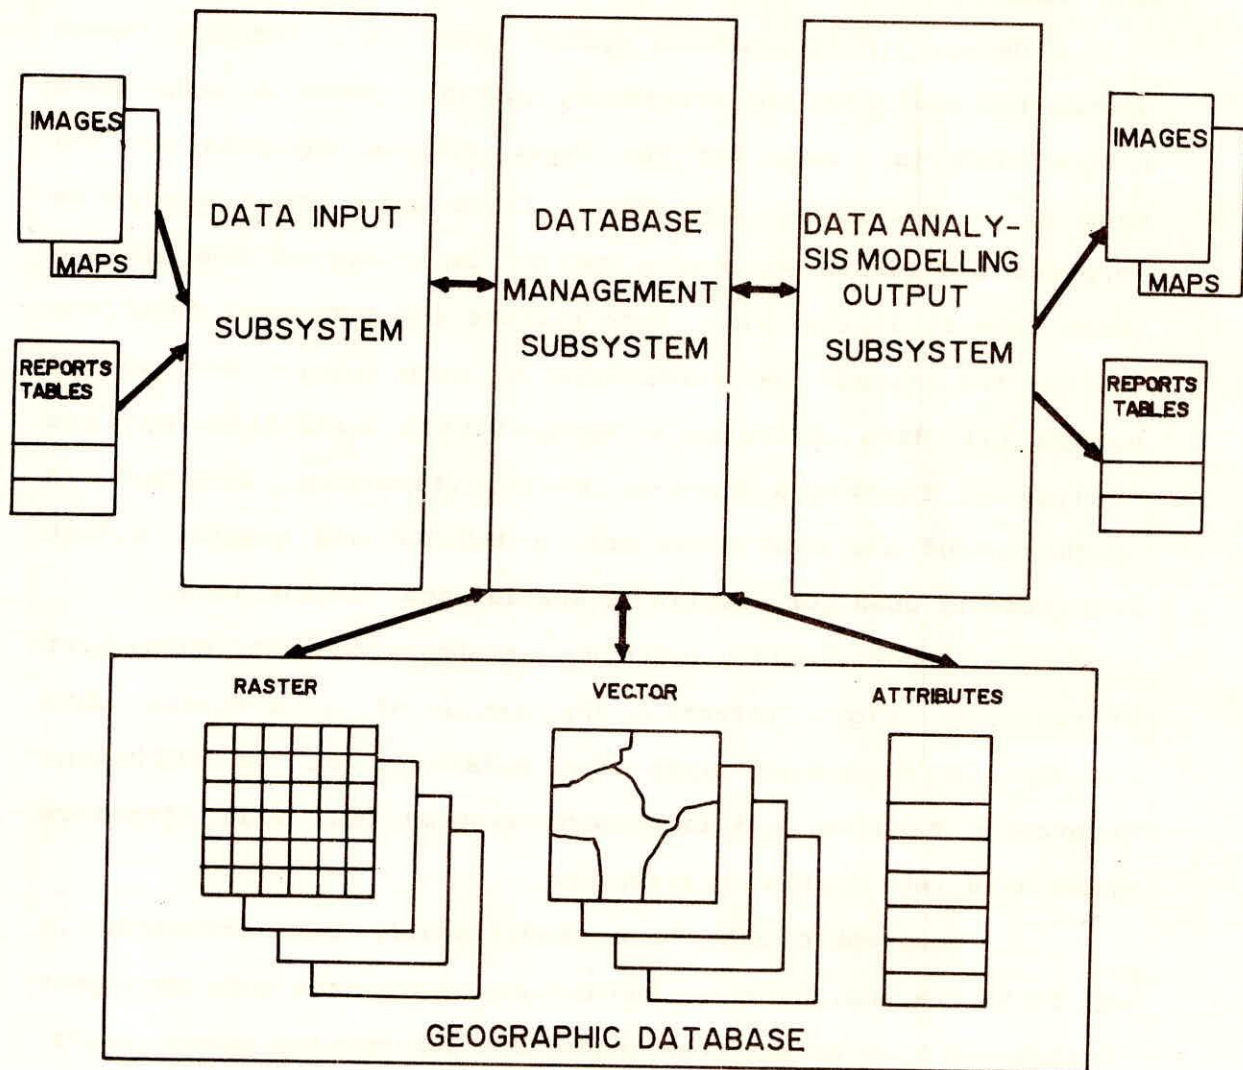 IMAGES
MAPS
REPORTS
TABLES
DATA INPUT
SUBSYSTEM
DATABASE
MANAGEMENT
SUBSYSTEM
DATA ANALY-
SIS MODELLING
OUTPUT
SUBSYSTEM
IMAGES
MAPS
REPORTS
TABLES
RASTER
VECTOR
ATTRIBUTES
GEOGRAPHIC DATABASE